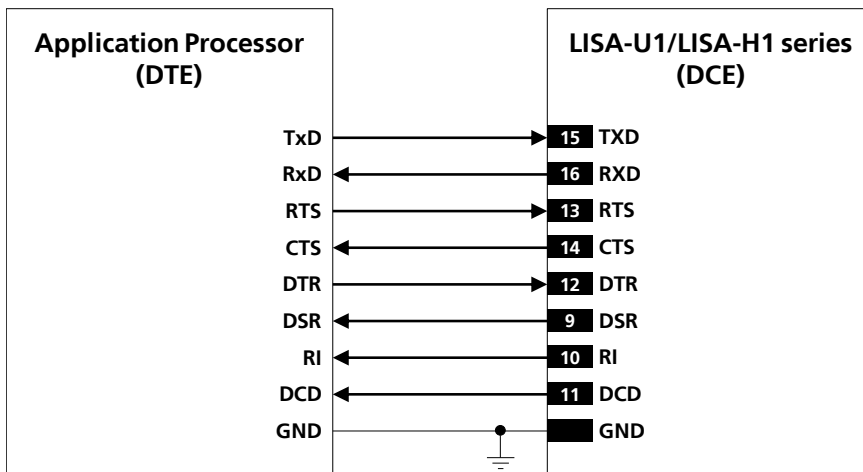 Application Processor
(DTE)
LISA-U1/LISA-H1 series
(DCE)
TxD 15 TXD
RxD 16 RXD
RTS 13 RTS
CTS 14 CTS
DTR 12 DTR
DSR 9 DSR
RI 10 RI
DCD 11 DCD
GND GND